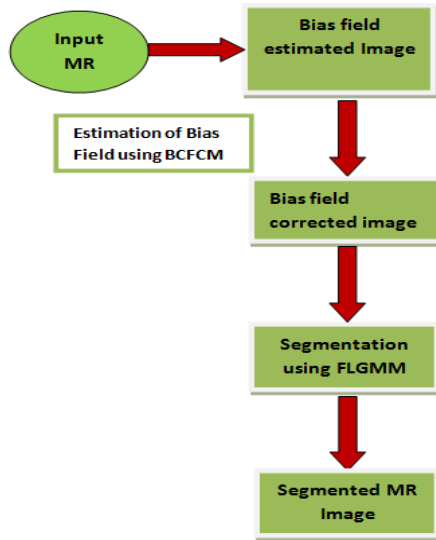 Input
MR
Bias field
estimated Image
Estimation of Bias
Field using BCFCM
Bias field
corrected image
Segmentation
using FLGMM
Segmented MR
Image